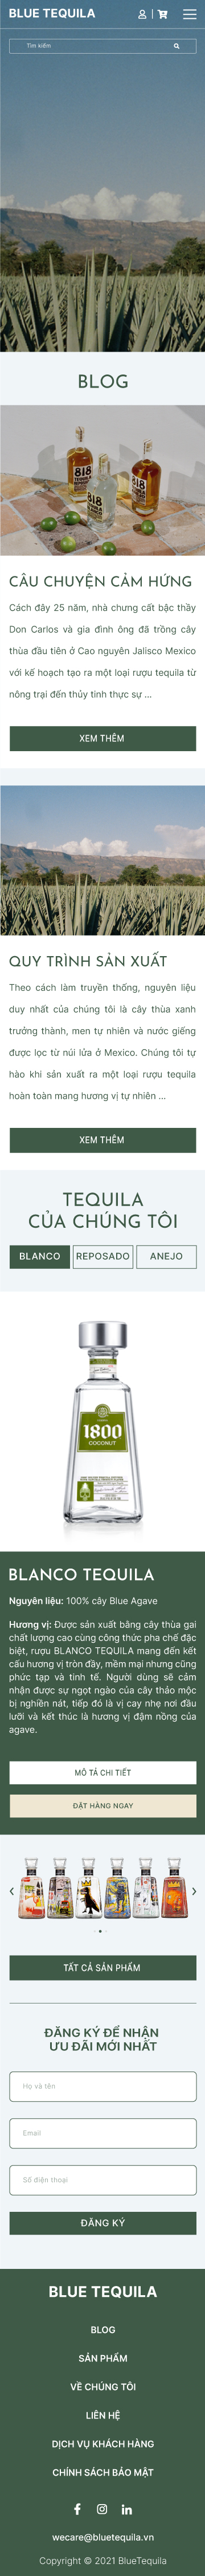 BLUE TEQUILA
Tìm kiếm
BLOG
818
TEQUILA
818
TEQUILA
818
TEQUILA
CÂU CHUYỆN CẢM HỨNG
Cách đây 25 năm, nhà chung cất bậc thầy
Don Carlos và gia đình ông đã trồng cây
thùa đầu tiên ở Cao nguyên Jalisco Mexico
với kế hoạch tạo ra một loại rượu tequila từ
nông trại đến thủy tinh thực sự ...
XEM THÊM
QUY TRÌNH SẢN XUẤT
Theo cách làm truyền thống, nguyên liệu
duy nhất của chúng tôi là cây thùa xanh
trưởng thành, men tự nhiên và nước giếng
được lọc từ núi lửa ở Mexico. Chúng tôi tự
hào khi sản xuất ra một loại rượu tequila
hoàn toàn mang hương vị tự nhiên ...
XEM THÊM
TEQUILA
CỦA CHÚNG TÔI
BLANCO REPOSADO ANEJO
1800
COCONUT
BLANCO TEQUILA
Nguyên liệu: 100% cây Blue Agave
Hương vị: Được sản xuất bằng cây thùa gai
chất lượng cao cùng công thức pha chế đặc
biệt, rượu BLANCO TEQUILA mang đến kết
cấu hương vị tròn đầy, mềm mại nhưng cũng
phức tạp và tinh tế. Người dùng sẽ cảm
nhận được sự ngọt ngào của cây thảo mộc
bị nghiền nát, tiếp đó là vị cay nhẹ nơi đầu
lưỡi và kết thúc là hương vị đậm nồng của
agave.
MÔ TẢ CHI TIẾT
ĐẶT HÀNG NGAY
TẤT CẢ SẢN PHẨM
ĐĂNG KÝ ĐỂ NHẬN
ƯU ĐÃI MỚI NHẤT
Họ và tên
Email
Số điện thoại
ĐĂNG KÝ
BLUE TEQUILA
BLOG
SẢN PHẨM
VỀ CHÚNG TÔI
LIÊN HỆ
DỊCH VỤ KHÁCH HÀNG
CHÍNH SÁCH BẢO MẬT
wecare@bluetequila.vn
Copyright © 2021 BlueTequila